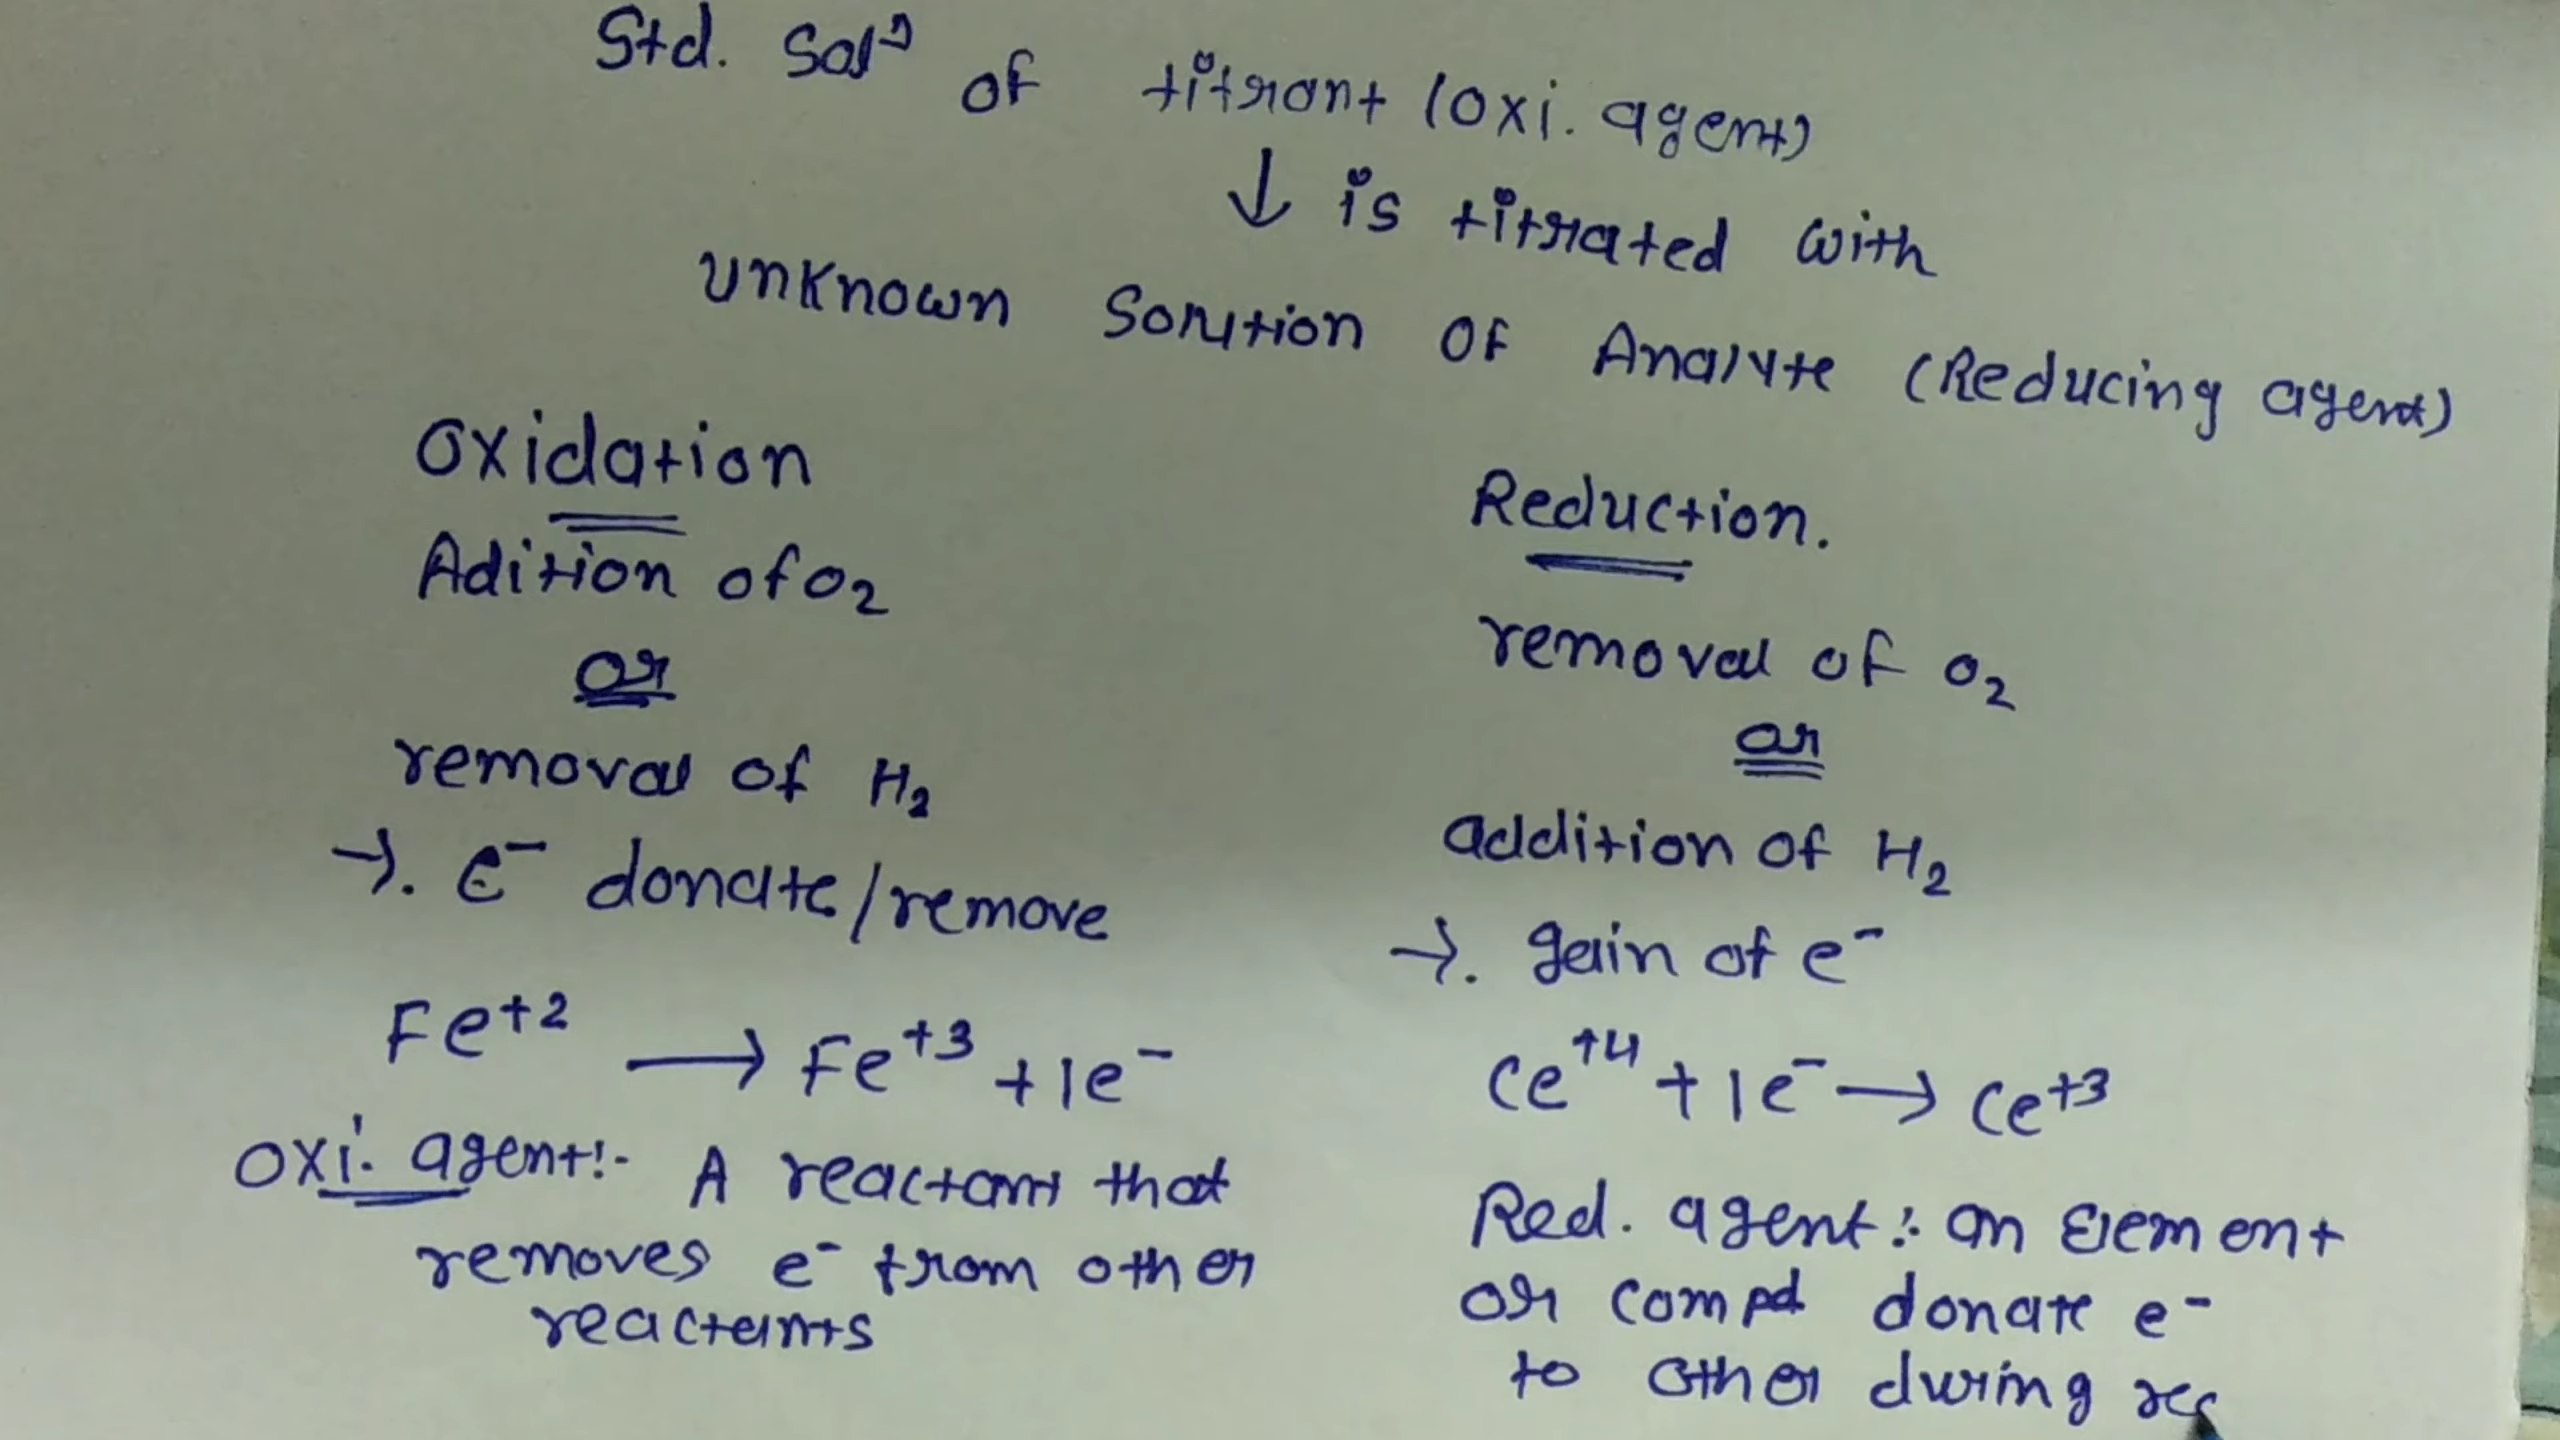 Std. Solⁿ of titrant (oxi. agent)
↓ is titrated with
unknown Solution of Analyte (Reducing agent)
Oxidation
Adition of O₂
or
removal of H₂
→. e⁻ donate/remove
Fe⁺² → Fe⁺³ + 1e⁻
Oxi. agent:- A reactant that
removes e⁻ from other
reactants
Reduction.
removal of O₂
or
addition of H₂
→. gain of e⁻
Ce⁺⁴ + 1e⁻ → Ce⁺³
Red. agent: an Element
or compd donate e⁻
to other during